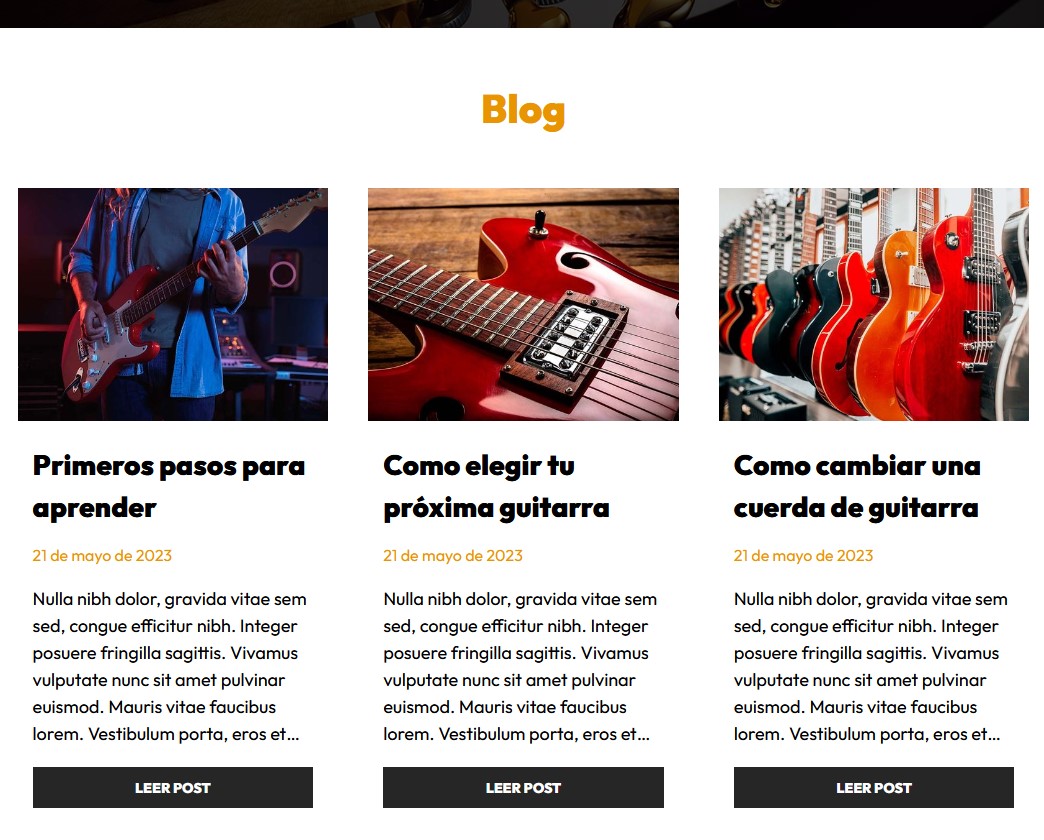 Blog
Primeros pasos para
aprender
21 de mayo de 2023
Nulla nibh dolor, gravida vitae sem
sed, congue efficitur nibh. Integer
posuere fringilla sagittis. Vivamus
vulputate nunc sit amet pulvinar
euismod. Mauris vitae faucibus
lorem. Vestibulum porta, eros et...
LEER POST
Como elegir tu
próxima guitarra
21 de mayo de 2023
Nulla nibh dolor, gravida vitae sem
sed, congue efficitur nibh. Integer
posuere fringilla sagittis. Vivamus
vulputate nunc sit amet pulvinar
euismod. Mauris vitae faucibus
lorem. Vestibulum porta, eros et...
LEER POST
Como cambiar una
cuerda de guitarra
21 de mayo de 2023
Nulla nibh dolor, gravida vitae sem
sed, congue efficitur nibh. Integer
posuere fringilla sagittis. Vivamus
vulputate nunc sit amet pulvinar
euismod. Mauris vitae faucibus
lorem. Vestibulum porta, eros et...
LEER POST